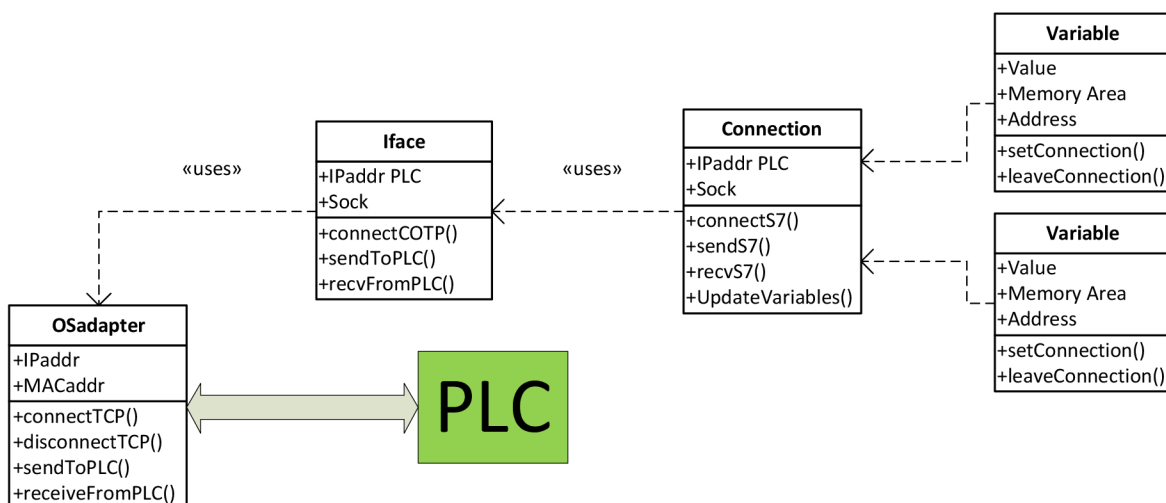 Variable
+Value
+Memory Area
+Address
+setConnection()
+leaveConnection()
Connection
+IPaddr PLC
+Sock
+connectS7()
+sendS7()
+recvS7()
+UpdateVariables()
«uses»
Iface
+IPaddr PLC
+Sock
+connectCOTP()
+sendToPLC()
+recvFromPLC()
«uses»
Variable
+Value
+Memory Area
+Address
+setConnection()
+leaveConnection()
OSadapter
+IPaddr
+MACaddr
+connectTCP()
+disconnectTCP()
+sendToPLC()
+receiveFromPLC()
PLC